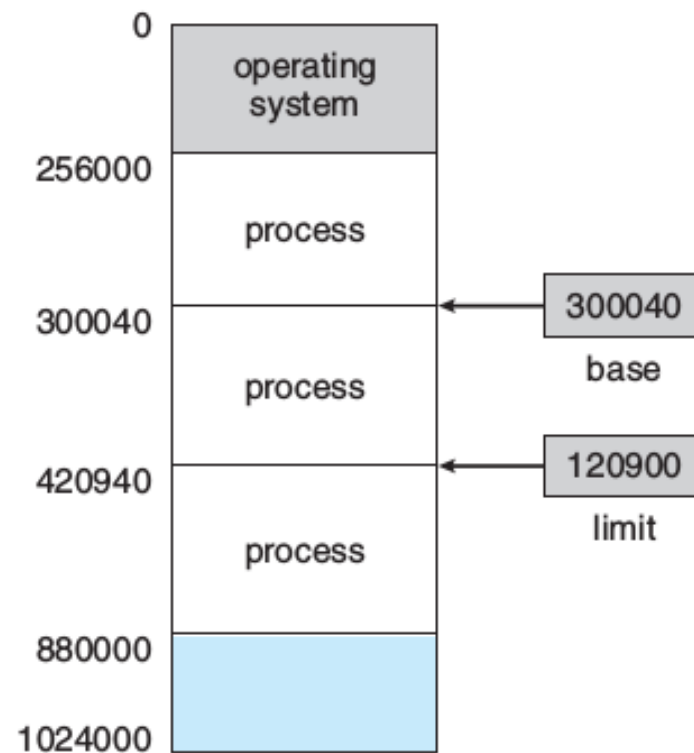 0
operating
system
256000
process
300040
300040
base
process
420940
120900
limit
process
880000
1024000